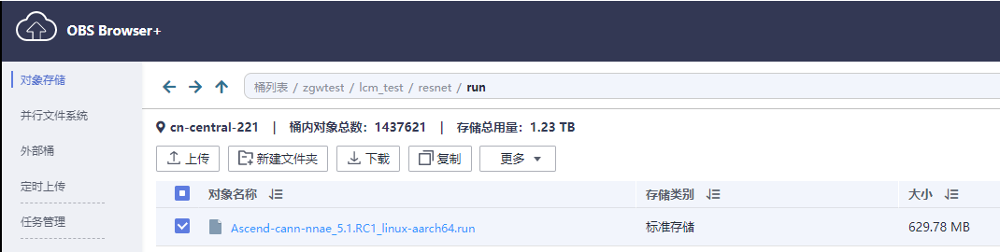 OBS Browser+
对象存储
并行文件系统
外部桶
定时上传
任务管理
桶列表 / zgwtest / lcm_test / resnet / run
cn-central-221 | 桶内对象总数：1437621 | 存储总用量：1.23 TB
上传 新建文件夹 下载 复制 更多
对象名称 存储类别 大小
Ascend-cann-nnae_5.1.RC1_linux-aarch64.run 标准存储 629.78 MB